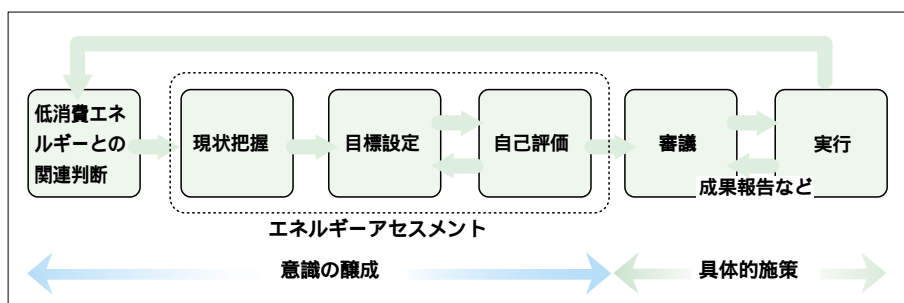 低消費エネ
ルギーとの
関連判断
現状把握
目標設定
自己評価
審議
実行
成果報告など
エネルギーアセスメント
意識の醸成
具体的施策